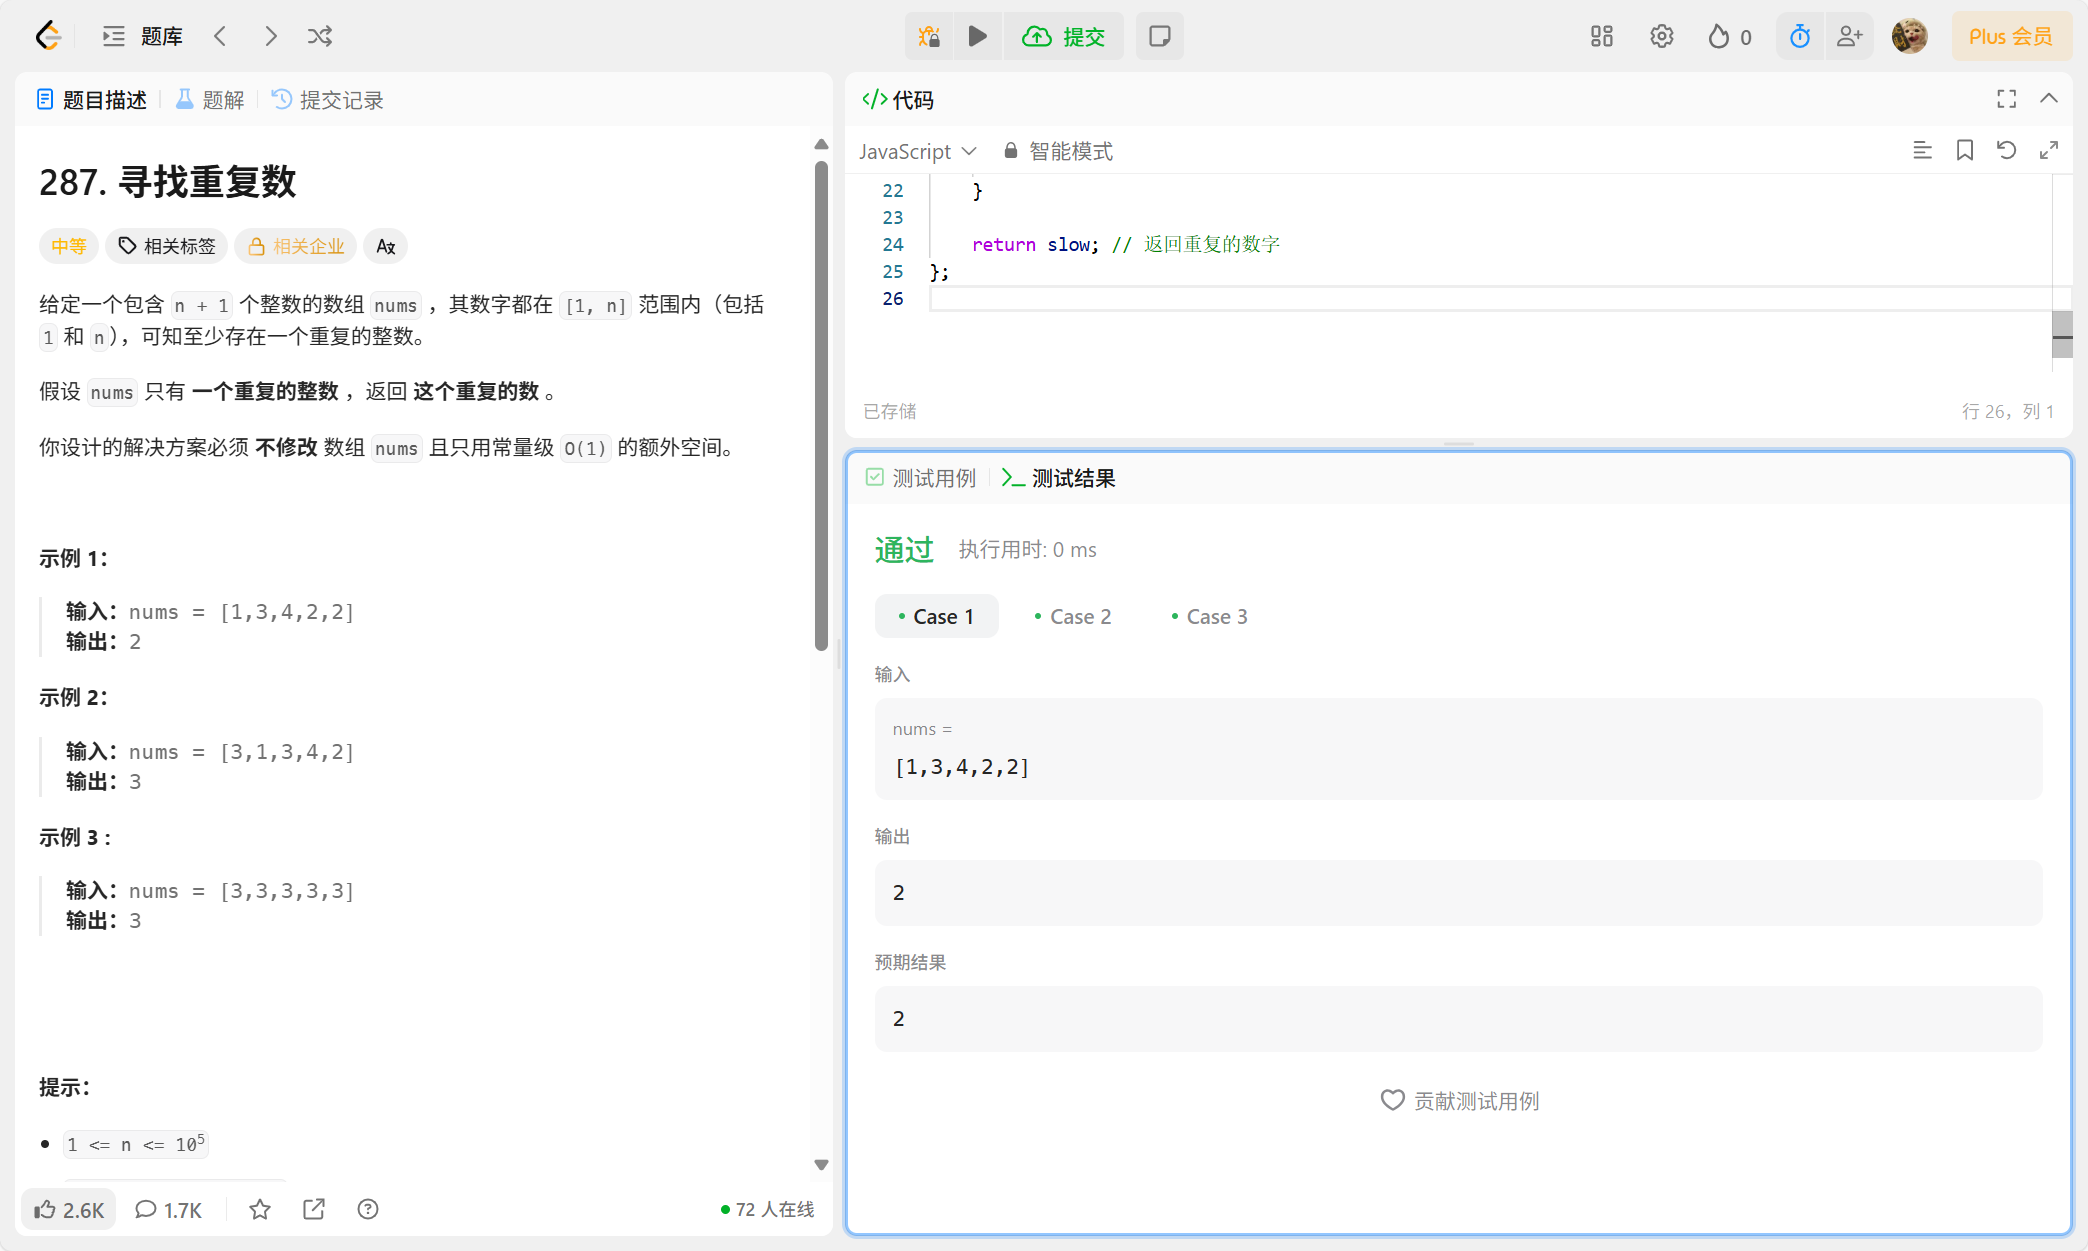 题库
提交
0
Plus 会员
题目描述
题解
提交记录
287. 寻找重复数
中等
相关标签
相关企业
给定一个包含 n + 1 个整数的数组 nums ，其数字都在 [1, n] 范围内（包括
1 和 n），可知至少存在一个重复的整数。
假设 nums 只有 一个重复的整数 ，返回 这个重复的数 。
你设计的解决方案必须 不修改 数组 nums 且只用常量级 O(1) 的额外空间。
示例 1：
输入：nums = [1,3,4,2,2]
输出：2
示例 2：
输入：nums = [3,1,3,4,2]
输出：3
示例 3 :
输入：nums = [3,3,3,3,3]
输出：3
提示：
1 <= n <= 10⁵
2.6K
1.7K
72 人在线
</> 代码
JavaScript
智能模式
22 }
23
24 return slow; // 返回重复的数字
25 };
26
已存储
行 26，列 1
测试用例
测试结果
通过
执行用时: 0 ms
Case 1
Case 2
Case 3
输入
nums =
[1,3,4,2,2]
输出
2
预期结果
2
贡献测试用例